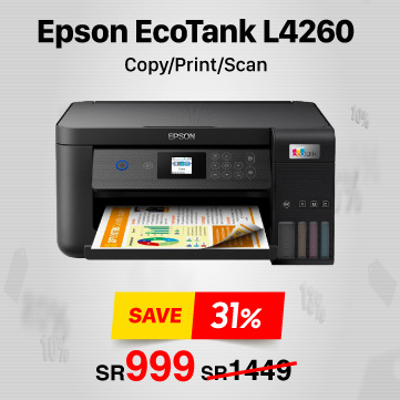 Epson EcoTank L4260
Copy/Print/Scan
EPSON
SAVE 31%
SR999 SR1449